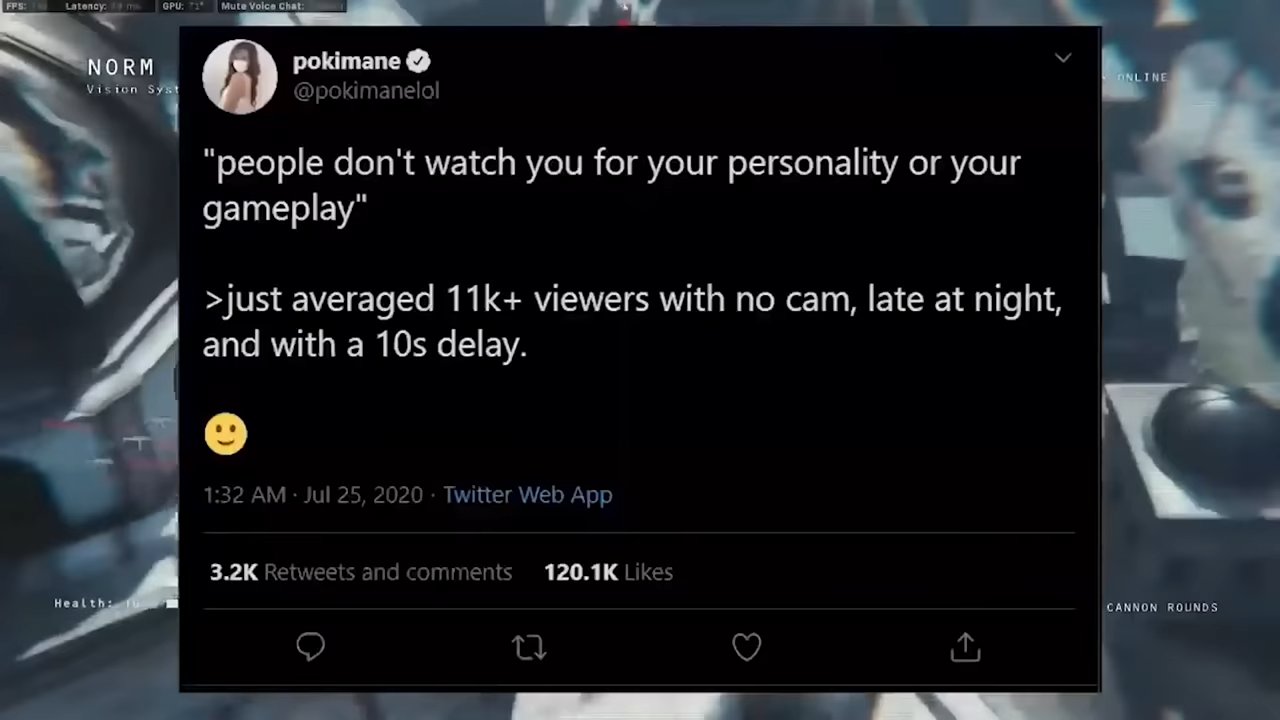 FPS: Latency: GPU: 71° Mute Voice Chat:
NORM
Vision Syst
ONLINE
pokimane
@pokimanelol
"people don't watch you for your personality or your
gameplay"
>just averaged 11k+ viewers with no cam, late at night,
and with a 10s delay.
1:32 AM · Jul 25, 2020 · Twitter Web App
3.2K Retweets and comments 120.1K Likes
Health:
CANNON ROUNDS